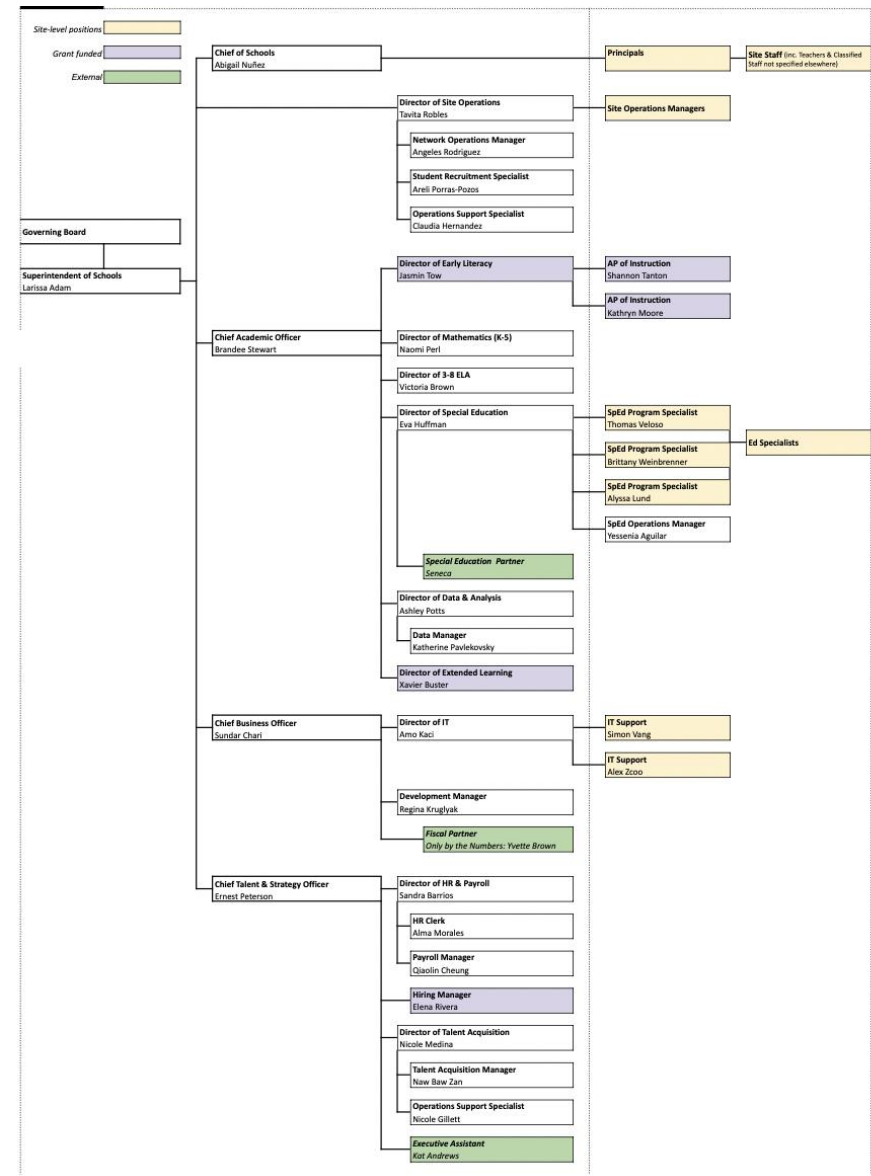 Site-level positions
Grant funded
External
Governing Board
Superintendent of Schools
Larissa Adam
Chief of Schools
Abigail Nuñez
Principals
Site Staff (inc. Teachers & Classified
Staff not specified elsewhere)
Director of Site Operations
Tavita Robles
Site Operations Managers
Network Operations Manager
Angeles Rodriguez
Student Recruitment Specialist
Areli Porras-Pozos
Operations Support Specialist
Claudia Hernandez
Chief Academic Officer
Brandee Stewart
Director of Early Literacy
Jasmin Tow
AP of Instruction
Shannon Tanton
AP of Instruction
Kathryn Moore
Director of Mathematics (K-5)
Naomi Perl
Director of 3-8 ELA
Victoria Brown
Director of Special Education
Eva Huffman
SpEd Program Specialist
Thomas Veloso
SpEd Program Specialist
Brittany Weinbrenner
SpEd Program Specialist
Alyssa Lund
Ed Specialists
SpEd Operations Manager
Yessenia Aguilar
Special Education Partner
Seneca
Director of Data & Analysis
Ashley Potts
Data Manager
Katherine Pavlekovsky
Director of Extended Learning
Xavier Buster
Chief Business Officer
Sundar Chari
Director of IT
Amo Kaci
IT Support
Simon Vang
IT Support
Alex Zcoo
Development Manager
Regina Kruglyak
Fiscal Partner
Only by the Numbers: Yvette Brown
Chief Talent & Strategy Officer
Ernest Peterson
Director of HR & Payroll
Sandra Barrios
HR Clerk
Alma Morales
Payroll Manager
Qiaolin Cheung
Hiring Manager
Elena Rivera
Director of Talent Acquisition
Nicole Medina
Talent Acquisition Manager
Naw Baw Zan
Operations Support Specialist
Nicole Gillett
Executive Assistant
Kat Andrews